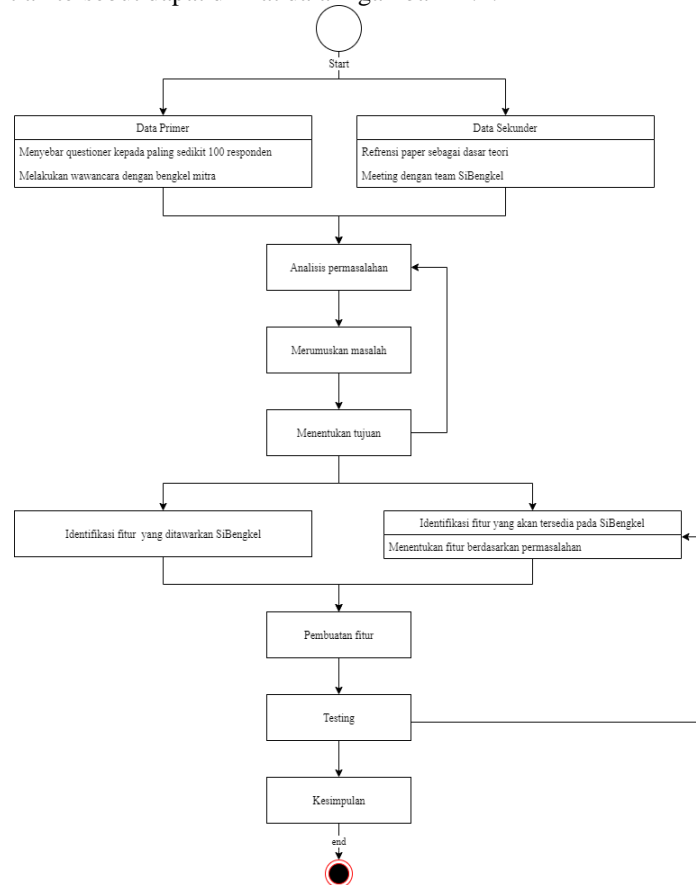 Start
Data Primer
Menyebar questioner kepada paling sedikit 100 responden
Melakukan wawancara dengan bengkel mitra
Data Sekunder
Refrensi paper sebagai dasar teori
Meeting dengan team SiBengkel
Analisis permasalahan
Merumuskan masalah
Menentukan tujuan
Identifikasi fitur yang ditawarkan SiBengkel
Identifikasi fitur yang akan tersedia pada SiBengkel
Menentukan fitur berdasarkan permasalahan
Pembuatan fitur
Testing
Kesimpulan
end